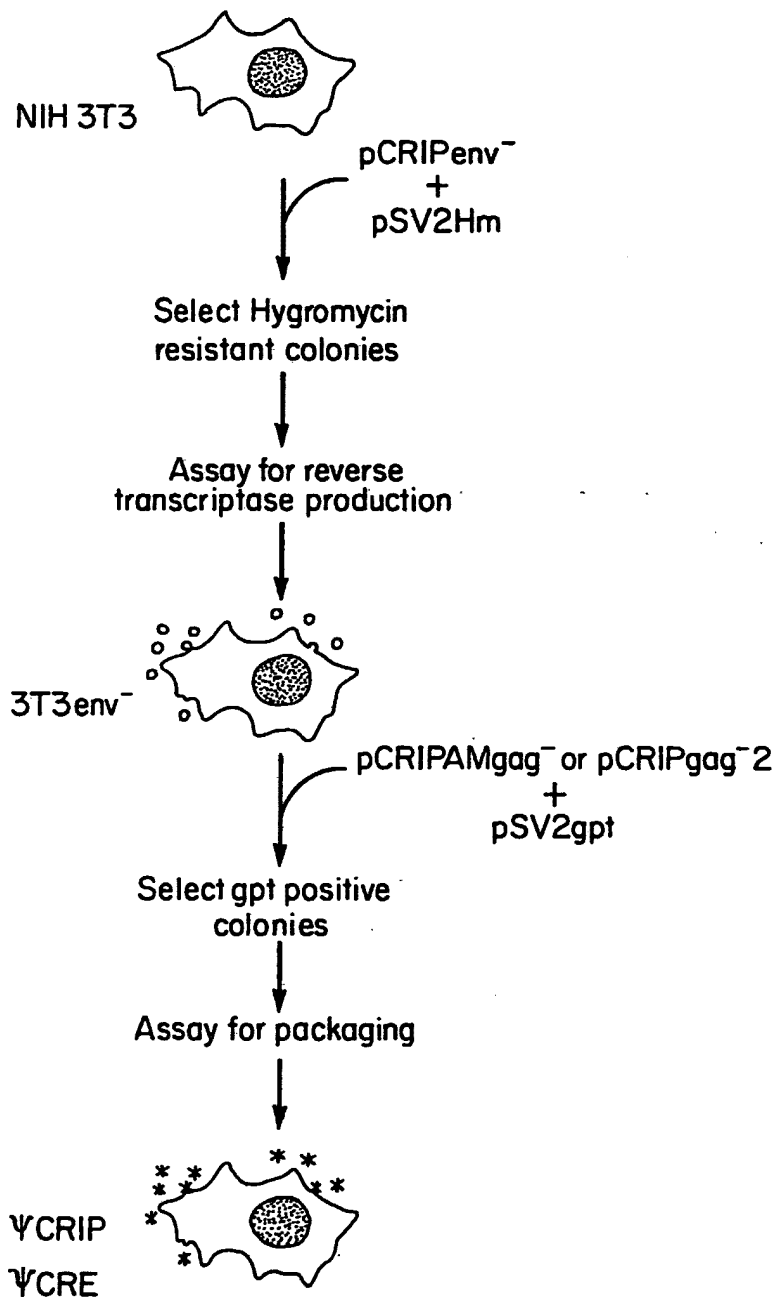 NIH 3T3
pCRIPenv⁻
+
pSV2Hm
Select Hygromycin
resistant colonies
Assay for reverse
transcriptase production
3T3env⁻
pCRIPAMgag⁻ or pCRIPgag⁻2
+
pSV2gpt
Select gpt positive
colonies
Assay for packaging
ΨCRIP
ΨCRE